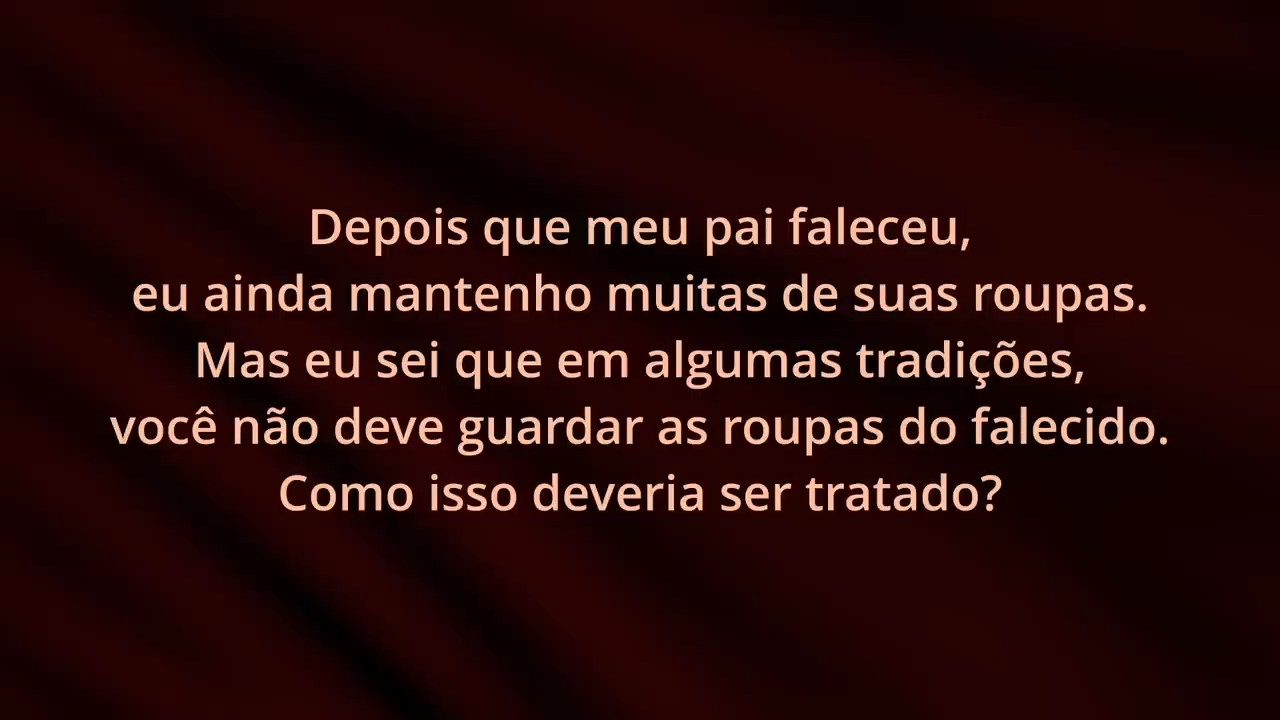 Depois que meu pai faleceu,
eu ainda mantenho muitas de suas roupas.
Mas eu sei que em algumas tradições,
você não deve guardar as roupas do falecido.
Como isso deveria ser tratado?